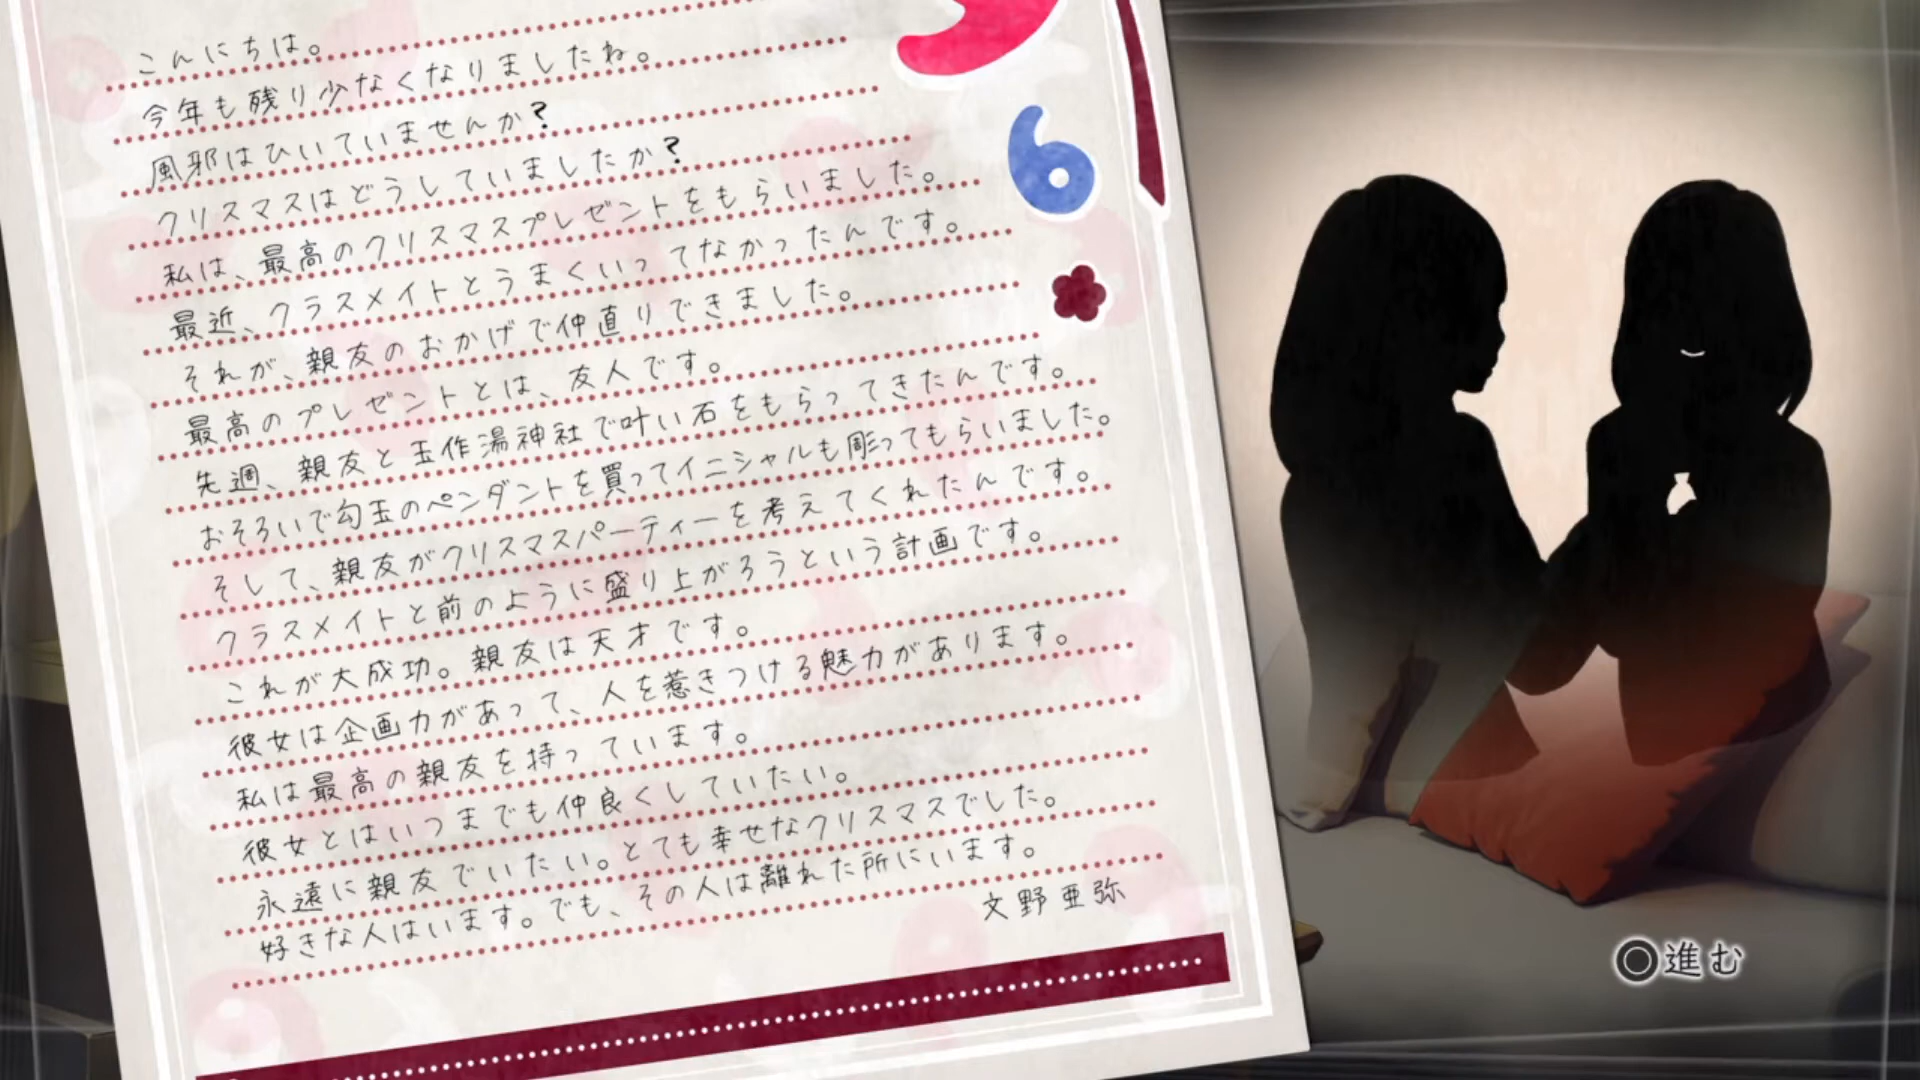 こんにちは。
今年も残り少なくなりましたね。
風邪はひいていませんか?
クリスマスはどうしていましたか?
私は、最高のクリスマスプレゼントをもらいました。
最近、クラスメイトとうまくいってなかったんです。
それが、親友のおかげで仲直りできました。
最高のプレゼントとは、友人です。
先週、親友と玉作湯神社で叶い石をもらってきたんです。
おそろいで勾玉のペンダントを買ってイニシャルも彫ってもらいました。
そして、親友がクリスマスパーティーを考えてくれたんです。
クラスメイトと前のように盛り上がろうという計画です。
これが大成功。親友は天才です。
彼女は企画力があって、人を惹きつける魅力があります。
私は最高の親友を持っています。
彼女とはいつまでも仲良くしていたい。
永遠に親友でいたい。とても幸せなクリスマスでした。
好きな人はいます。でも、その人は離れた所にいます。
文野亜弥
6
進む